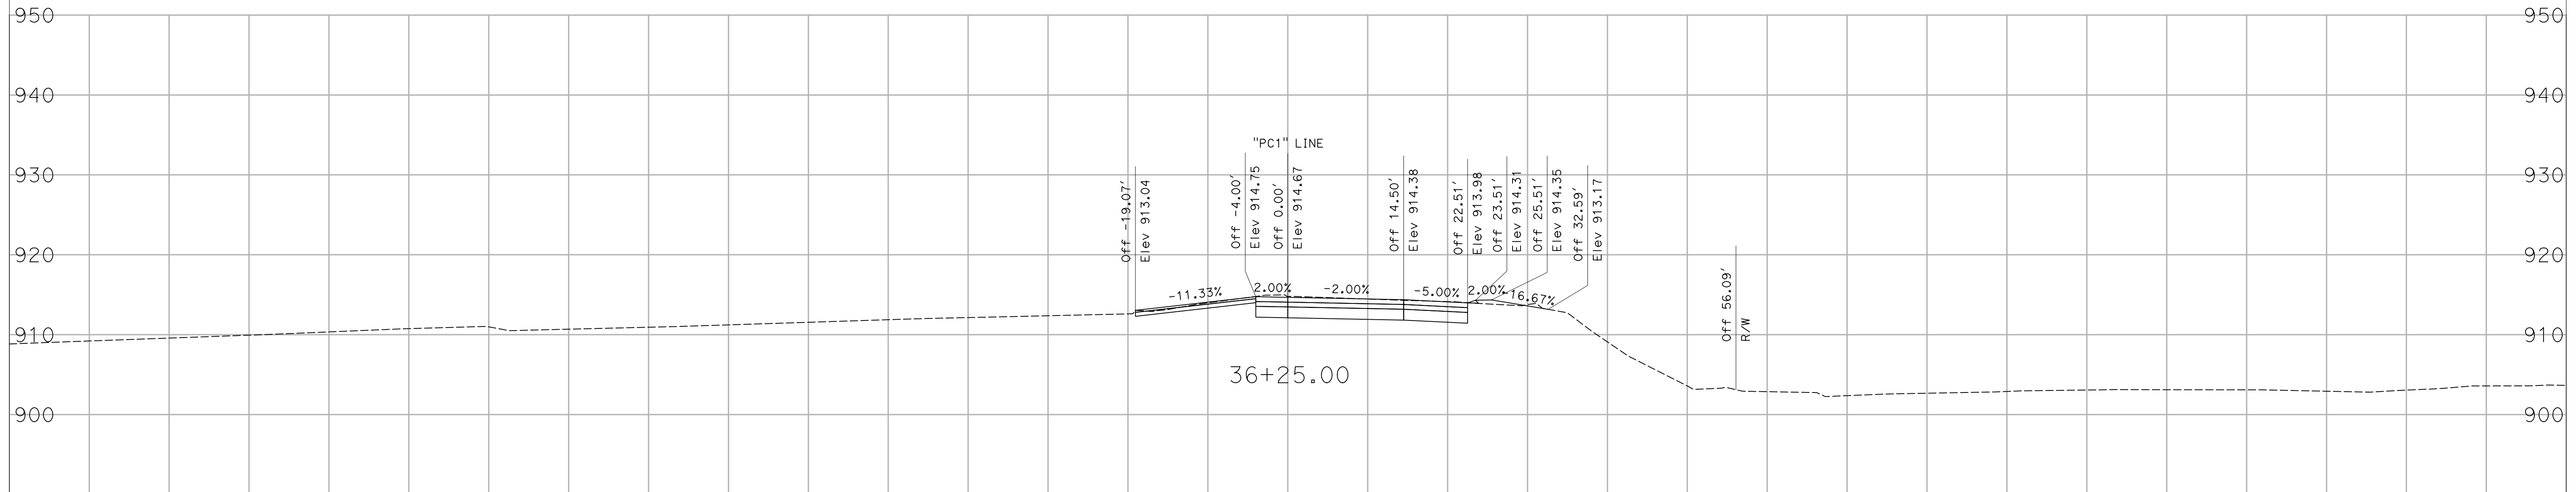 950
950
940
940
"PC1" LINE
930
930
Off -19.07′
Elev 913.04
Off -4.00′
Elev 914.75
Off 0.00′
Elev 914.67
Off 14.50′
Elev 914.38
Off 22.51′
Elev 913.98
Off 23.51′
Elev 914.31
Off 25.51′
Elev 914.35
Off 32.59′
Elev 913.17
920
920
Off 56.09′
R/W
-11.33%
2.00%
-2.00%
-5.00%
2.00%
-16.67%
910
910
36+25.00
900
900